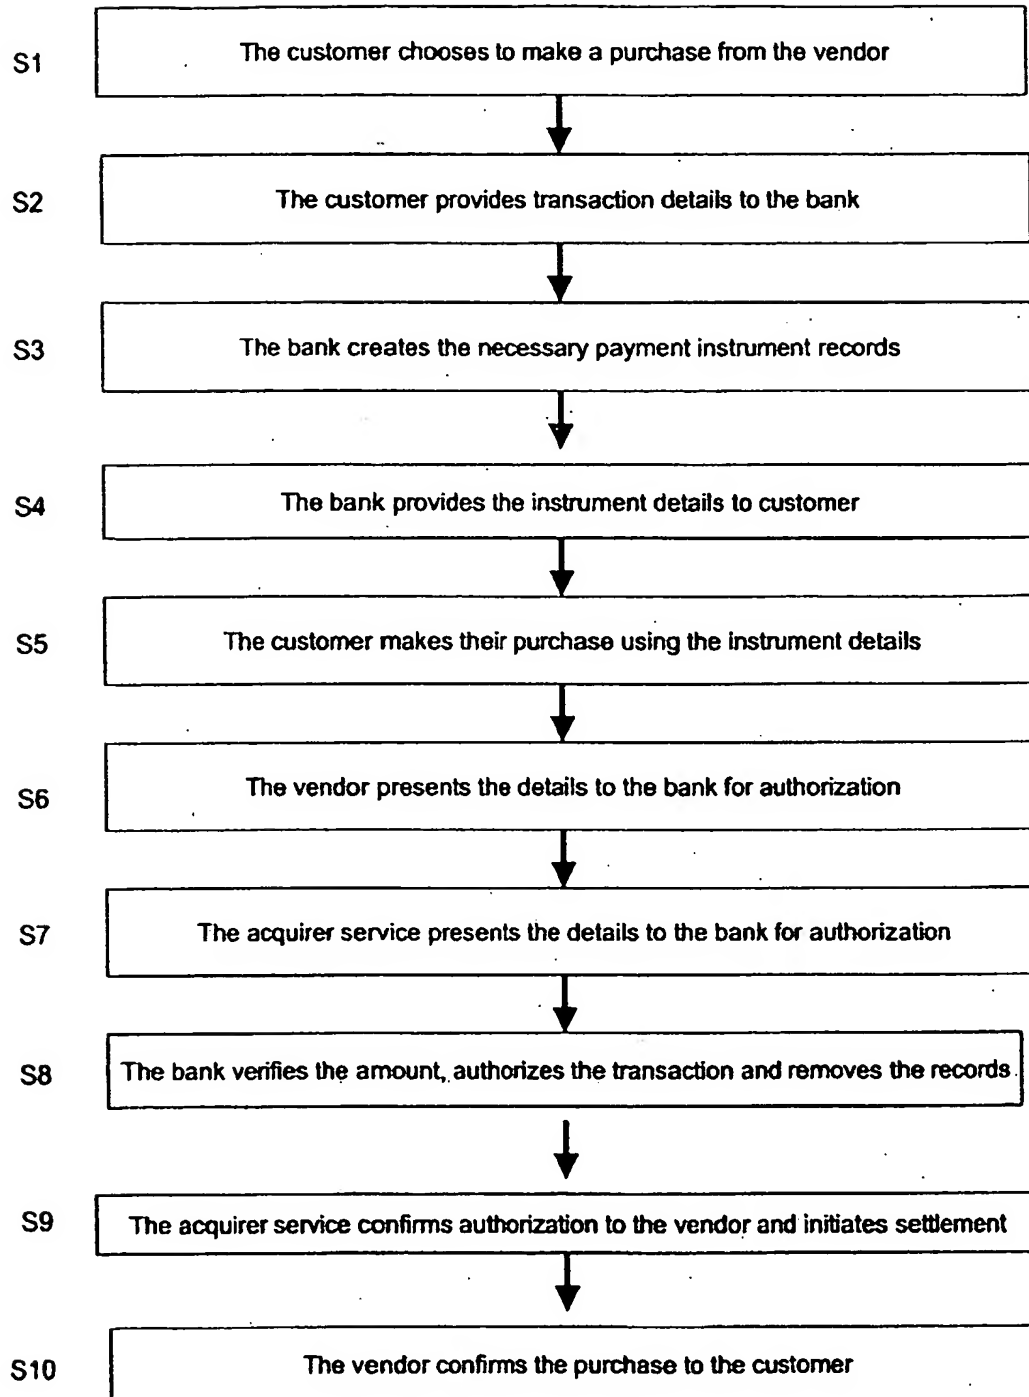 S1 The customer chooses to make a purchase from the vendor
S2 The customer provides transaction details to the bank
S3 The bank creates the necessary payment instrument records
S4 The bank provides the instrument details to customer
S5 The customer makes their purchase using the instrument details
S6 The vendor presents the details to the bank for authorization
S7 The acquirer service presents the details to the bank for authorization
S8 The bank verifies the amount, authorizes the transaction and removes the records
S9 The acquirer service confirms authorization to the vendor and initiates settlement
S10 The vendor confirms the purchase to the customer